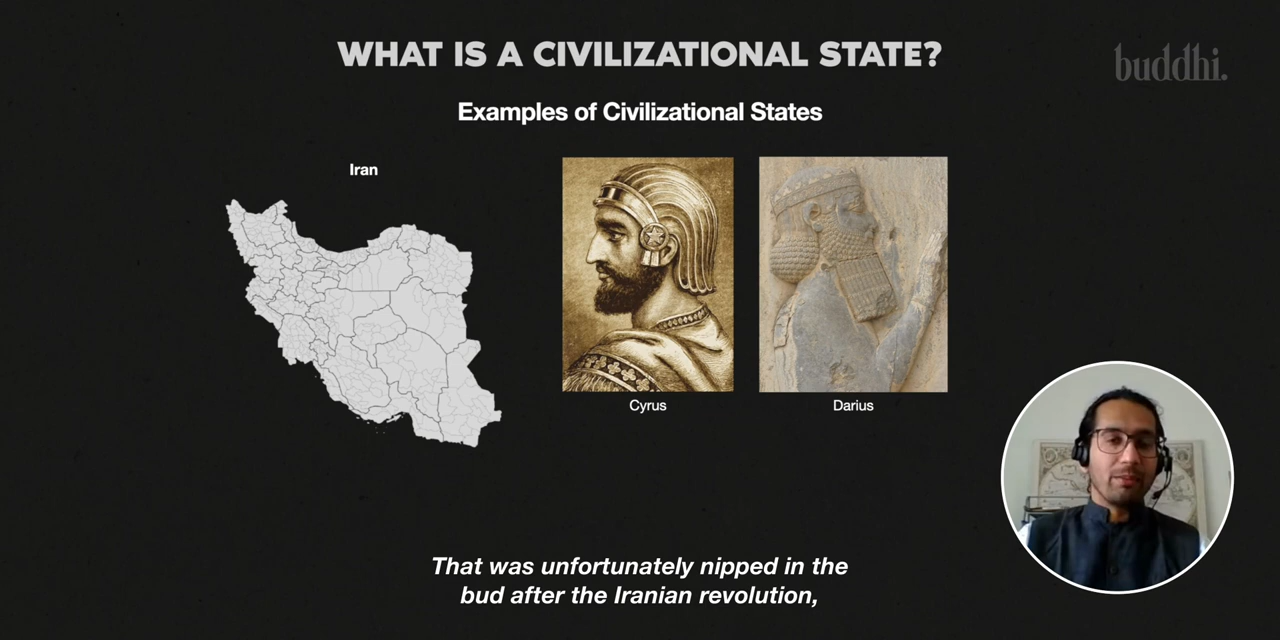 WHAT IS A CIVILIZATIONAL STATE?
buddhi.
Examples of Civilizational States
Iran
Cyrus
Darius
That was unfortunately nipped in the
bud after the Iranian revolution,